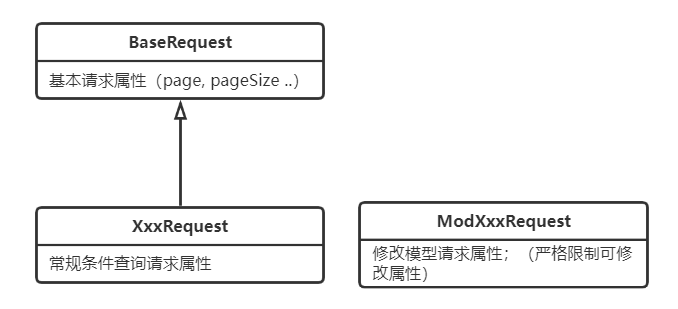 BaseRequest
基本请求属性（page, pageSize ..）
XxxRequest
常规条件查询请求属性
ModXxxRequest
修改模型请求属性；（严格限制可修
改属性）